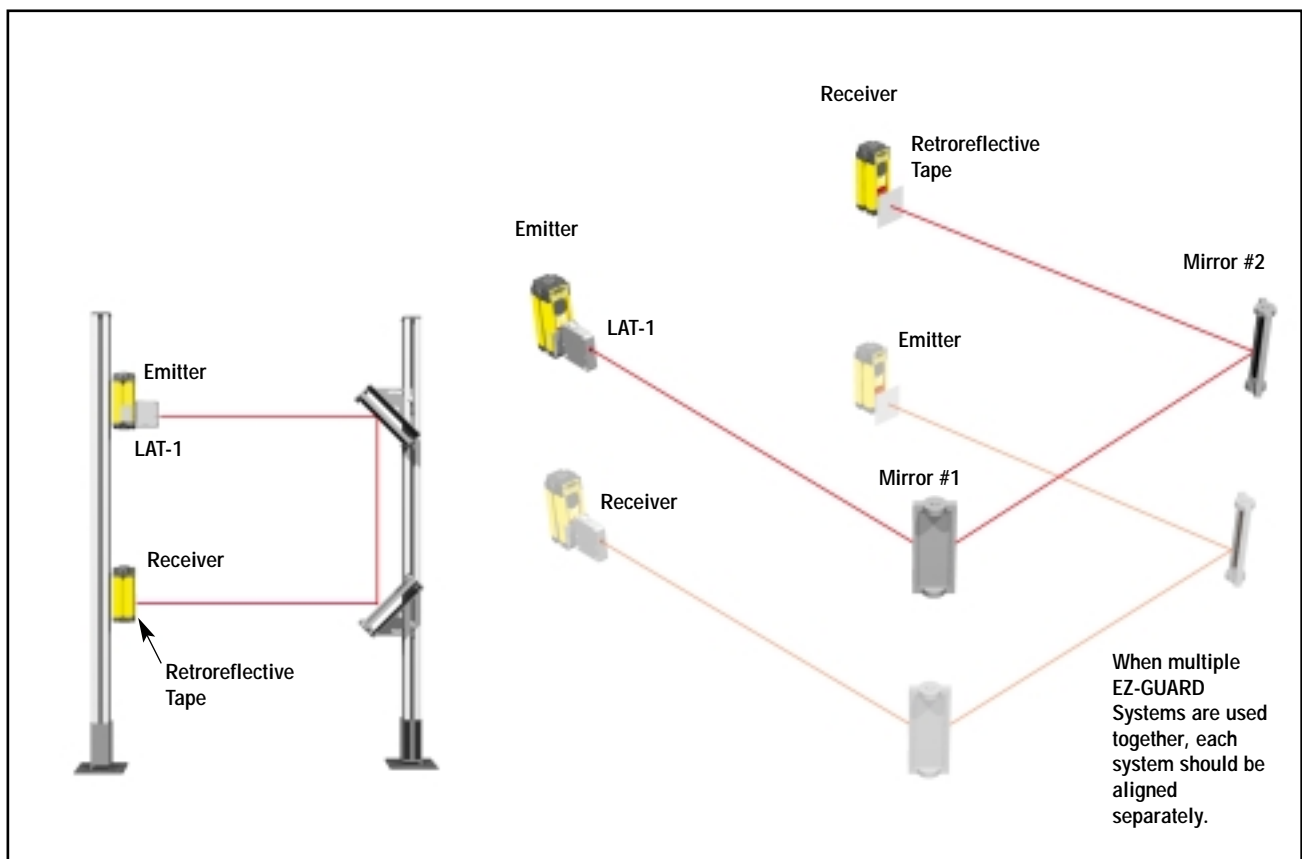 Emitter
LAT-1
Receiver
Retroreflective
Tape
Receiver
Retroreflective
Tape
Emitter
LAT-1
Mirror #2
Emitter
Mirror #1
Receiver
When multiple
EZ-GUARD
Systems are used
together, each
system should be
aligned
separately.